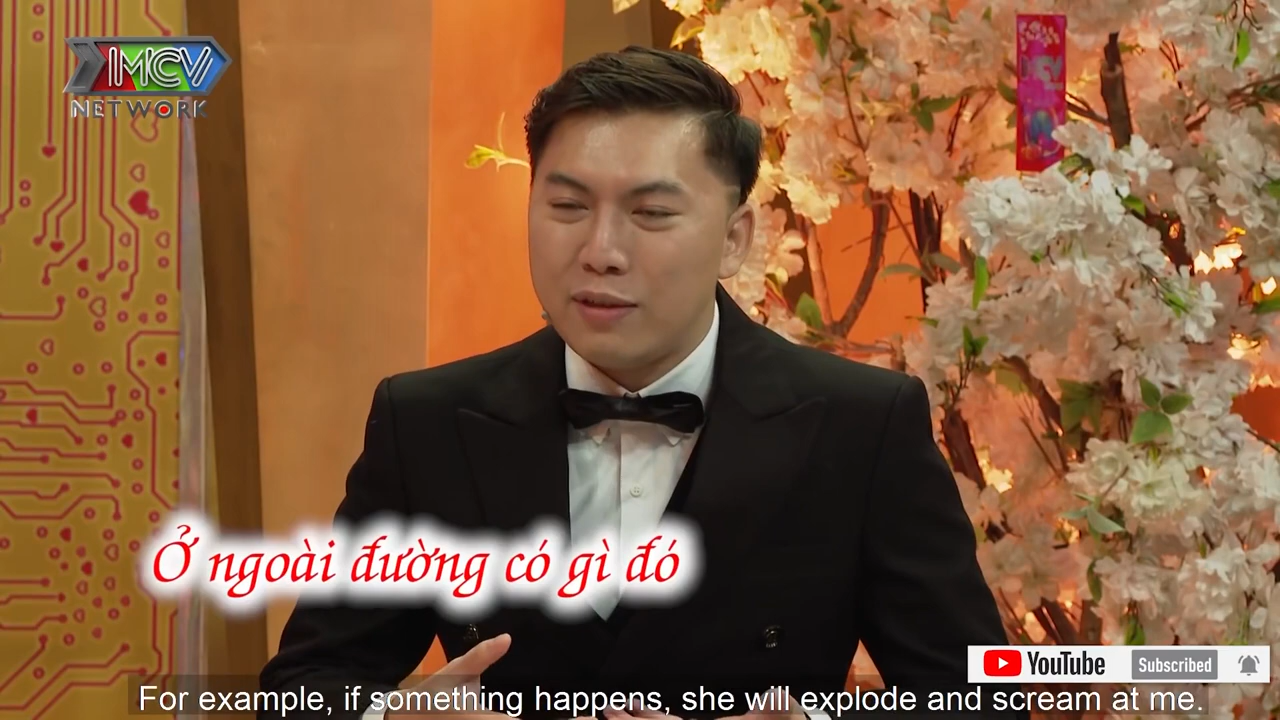 MCV
NETWORK
MCV
Ở ngoài đường có gì đó
YouTube
Subscribed
For example, if something happens, she will explode and scream at me.